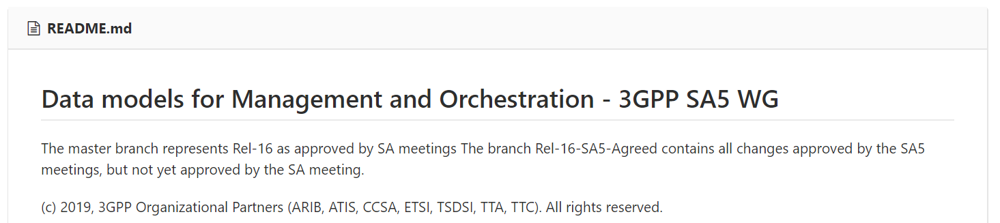 README.md
Data models for Management and Orchestration - 3GPP SA5 WG
The master branch represents Rel-16 as approved by SA meetings The branch Rel-16-SA5-Agreed contains all changes approved by the SA5
meetings, but not yet approved by the SA meeting.
(c) 2019, 3GPP Organizational Partners (ARIB, ATIS, CCSA, ETSI, TSDSI, TTA, TTC). All rights reserved.